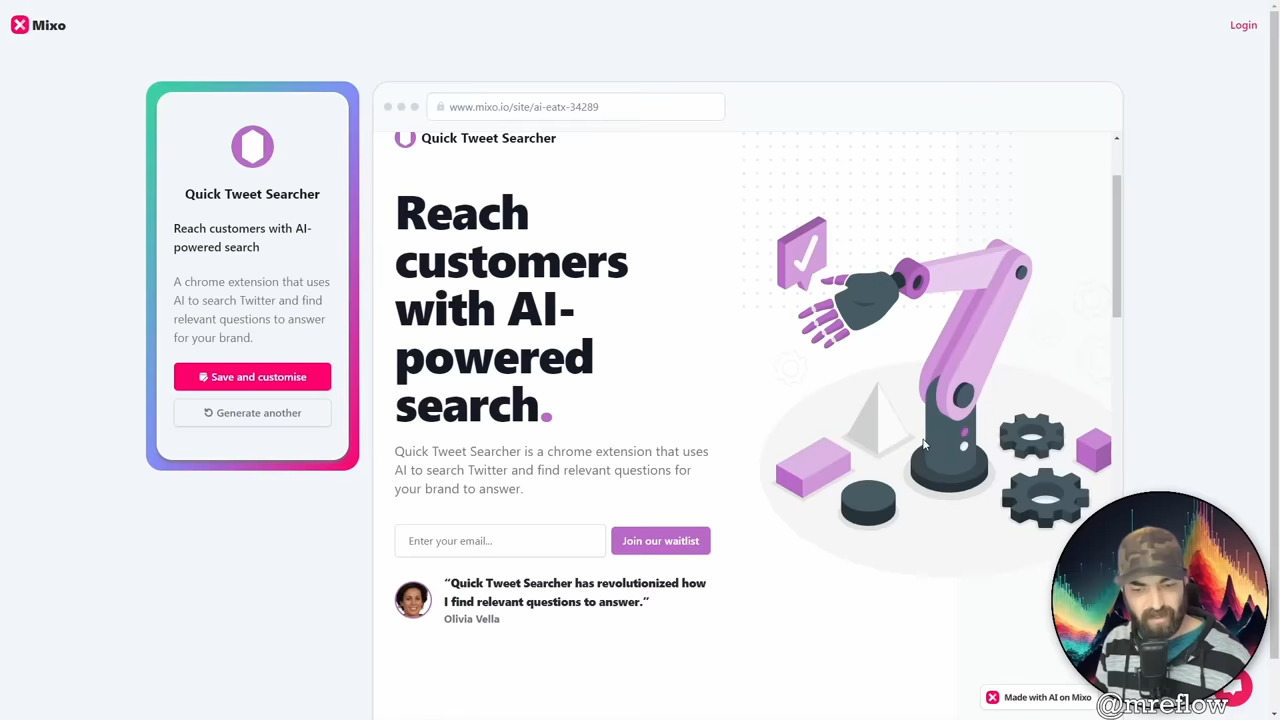 Mixo
Login
Quick Tweet Searcher
Reach customers with AI-
powered search
A chrome extension that uses
AI to search Twitter and find
relevant questions to answer
for your brand.
Save and customise
Generate another
www.mixo.io/site/ai-eatx-34289
Quick Tweet Searcher
Reach
customers
with AI-
powered
search.
Quick Tweet Searcher is a chrome extension that uses
AI to search Twitter and find relevant questions for
your brand to answer.
Enter your email...
Join our waitlist
“Quick Tweet Searcher has revolutionized how
I find relevant questions to answer.”
Olivia Vella
Made with AI on Mixo
@mreflow